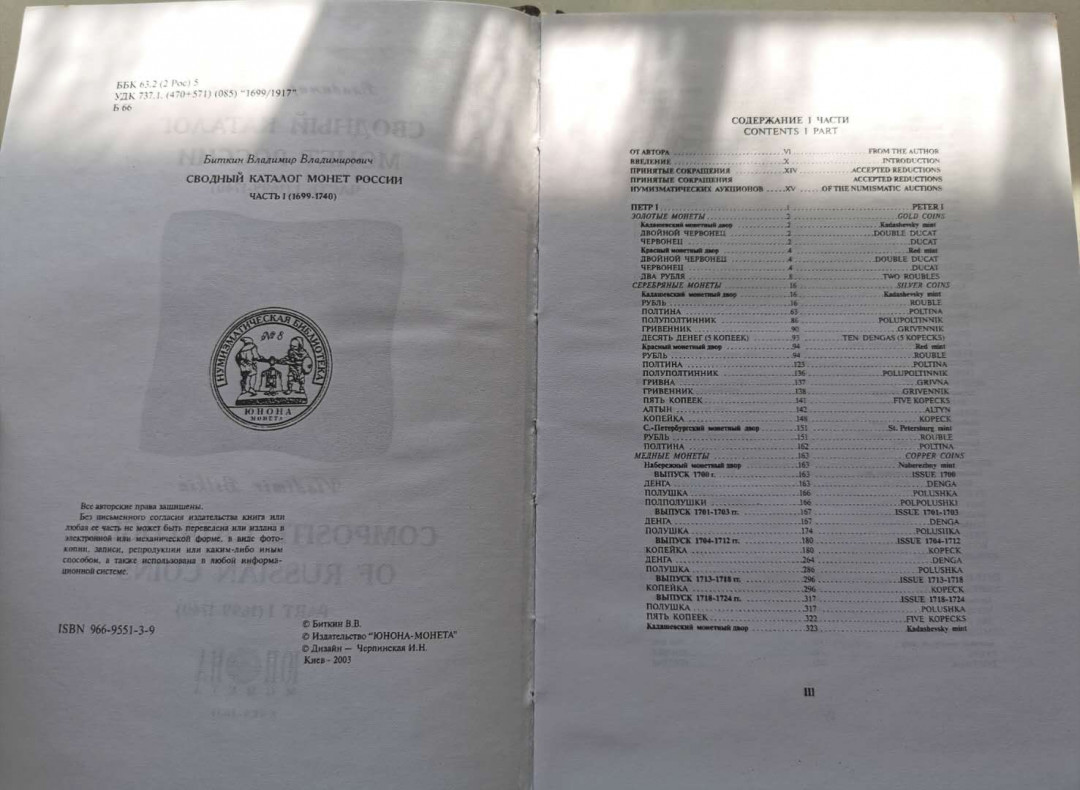 ББК 63.2 (2 Рос) 5
УДК 737.1. (470+571) (085) "1699/1917".
Б 66
Биткин Владимир Владимирович
СВОДНЫЙ КАТАЛОГ МОНЕТ РОССИИ
ЧАСТЬ I (1699-1740)
НУМИЗМАТИЧЕСКАЯ БИБЛИОТЕКА
№ 8
ЮНОНА
МОНЕТА
Все авторские права защищены.
Без письменного согласия издательства книга или
любая ее часть не может быть переведена или издана в
электронной или механической форме, в виде фото-
копии, записи, репродукции или каким-либо иным
способом, а также использована в любой информа-
ционной системе.
ISBN 966-9551-3-9
© Биткин В.В.
© Издательство "ЮНОНА-МОНЕТА"
© Дизайн — Черпинская И.Н.
Киев - 2003
СОДЕРЖАНИЕ 1 ЧАСТИ
CONTENTS 1 PART
ОТ АВТОРА VI FROM THE AUTHOR
ВВЕДЕНИЕ X INTRODUCTION
ПРИНЯТЫЕ СОКРАЩЕНИЯ XIV ACCEPTED REDUCTIONS
ПРИНЯТЫЕ СОКРАЩЕНИЯ ACCEPTED REDUCTIONS
НУМИЗМАТИЧЕСКИХ АУКЦИОНОВ XV OF THE NUMISMATIC AUCTIONS
ПЕТР I 1 PETER I
ЗОЛОТЫЕ МОНЕТЫ 2 GOLD COINS
Кадашевский монетный двор 2 Kadashevsky mint
ДВОЙНОЙ ЧЕРВОНЕЦ 2 DOUBLE DUCAT
ЧЕРВОНЕЦ DUCAT
Красный монетный двор 4 Red mint
ДВОЙНОЙ ЧЕРВОНЕЦ 4 DOUBLE DUCAT
ЧЕРВОНЕЦ 4 DUCAT
ДВА РУБЛЯ 8 TWO ROUBLES
СЕРЕБРЯНЫЕ МОНЕТЫ 16 SILVER COINS
Кадашевский монетный двор 16 Kadashevsky mint
РУБЛЬ 16 ROUBLE
ПОЛТИНА 63 POLTINA
ПОЛУПОЛТИННИК POLUPOLTINNIK
ГРИВЕННИК 90 GRIVENNIK
ДЕСЯТЬ ДЕНЕГ (5 КОПЕЕК) 93 TEN DENGAS (5 KOPECKS)
Красный монетный двор 94 Red mint
РУБЛЬ 94 ROUBLE
ПОЛТИНА 125 POLTINA
ПОЛУПОЛТИННИК 136 POLUPOLTINNIK
ГРИВНА 137 GRIVNA
ГРИВЕННИК 138 GRIVENNIK
ПЯТЬ КОПЕЕК 141 FIVE KOPECKS
АЛТЫН 142 ALTYN
КОПЕЙКА 148 KOPECK
С.-Петербургский монетный двор 151 St. Petersburg mint
РУБЛЬ 151 ROUBLE
ПОЛТИНА 162 POLTINA
МЕДНЫЕ МОНЕТЫ 163 COPPER COINS
Набережный монетный двор 163 Naberezhny mint
ВЫПУСК 1700 г. 163 ISSUE 1700
ДЕНГА 163 DENGA
ПОЛУШКА 166 POLUSHKA
ПОЛПОЛУШКИ 166 POLPOLUSHKI
ВЫПУСК 1701-1703 гг. 167 ISSUE 1701-1703
ДЕНГА 167 DENGA
ПОЛУШКА 174 POLUSHKA
ВЫПУСК 1704-1712 гг. 180 ISSUE 1704-1712
КОПЕЙКА 180 KOPECK
ДЕНГА 264 DENGA
ПОЛУШКА 286 POLUSHKA
ВЫПУСК 1713-1718 гг. 296 ISSUE 1713-1718
КОПЕЙКА 296 KOPECK
ВЫПУСК 1718-1724 гг. 317 ISSUE 1718-1724
ПОЛУШКА 317 POLUSHKA
ПЯТЬ КОПЕЕК 322 FIVE KOPECKS
Кадашевский монетный двор 323 Kadashevsky mint
III